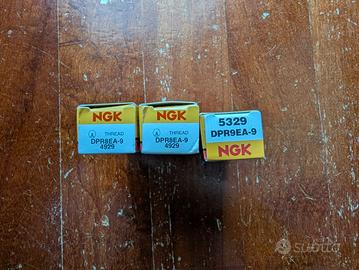 NGK
THREAD
DPR8EA-9
4929
NGK
THREAD
DPR8EA-9
4929
5329
DPR9EA-9
NGK
subito